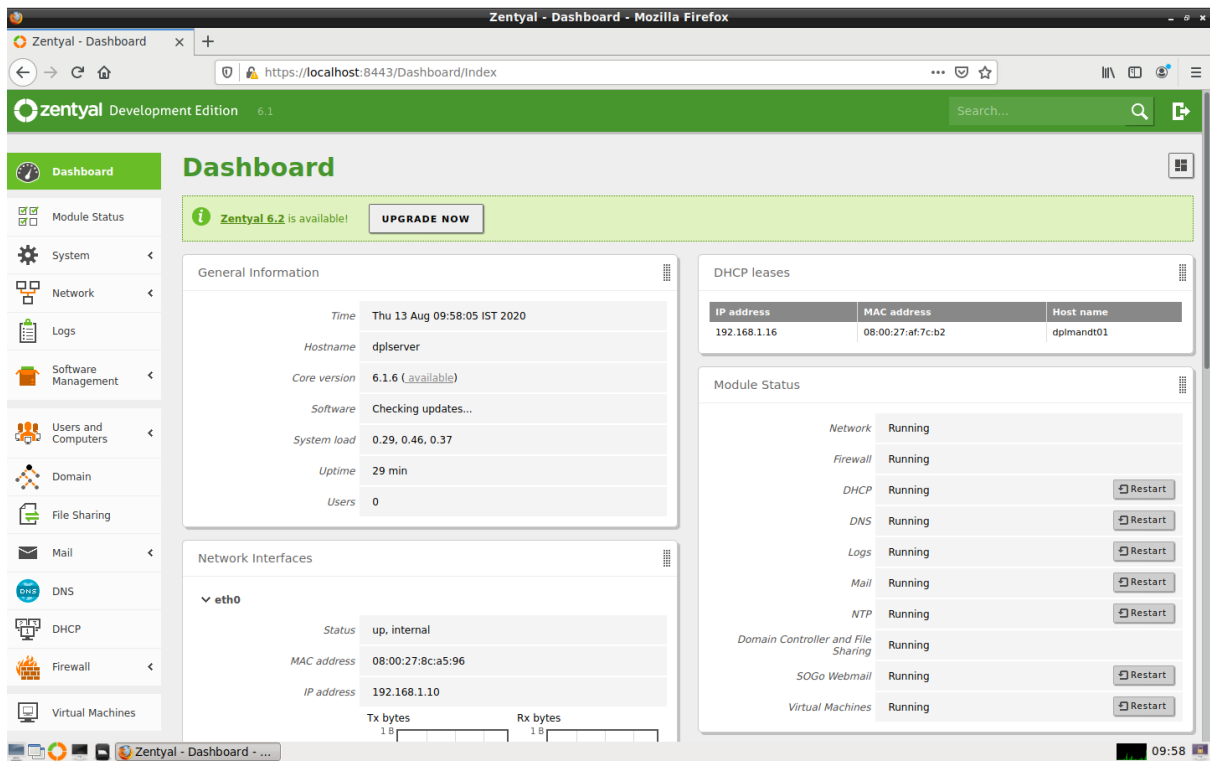 Zentyal - Dashboard - Mozilla Firefox
Zentyal - Dashboard
https://localhost:8443/Dashboard/Index
zentyal Development Edition 6.1
Search...
Dashboard
Module Status
System
Network
Logs
Software
Management
Users and
Computers
Domain
File Sharing
Mail
DNS
DNS
DHCP
Firewall
Virtual Machines
Dashboard
Zentyal 6.2 is available! UPGRADE NOW
General Information
Time Thu 13 Aug 09:58:05 IST 2020
Hostname dplserver
Core version 6.1.6 ( available)
Software Checking updates...
System load 0.29, 0.46, 0.37
Uptime 29 min
Users 0
Network Interfaces
eth0
Status up, internal
MAC address 08:00:27:8c:a5:96
IP address 192.168.1.10
Tx bytes Rx bytes
1 B 1 B
DHCP leases
IP address MAC address Host name
192.168.1.16 08:00:27:af:7c:b2 dplmandt01
Module Status
Network Running
Firewall Running
DHCP Running Restart
DNS Running Restart
Logs Running Restart
Mail Running Restart
NTP Running Restart
Domain Controller and File
Sharing Running
SOGo Webmail Running Restart
Virtual Machines Running Restart
Zentyal - Dashboard - ...
09:58